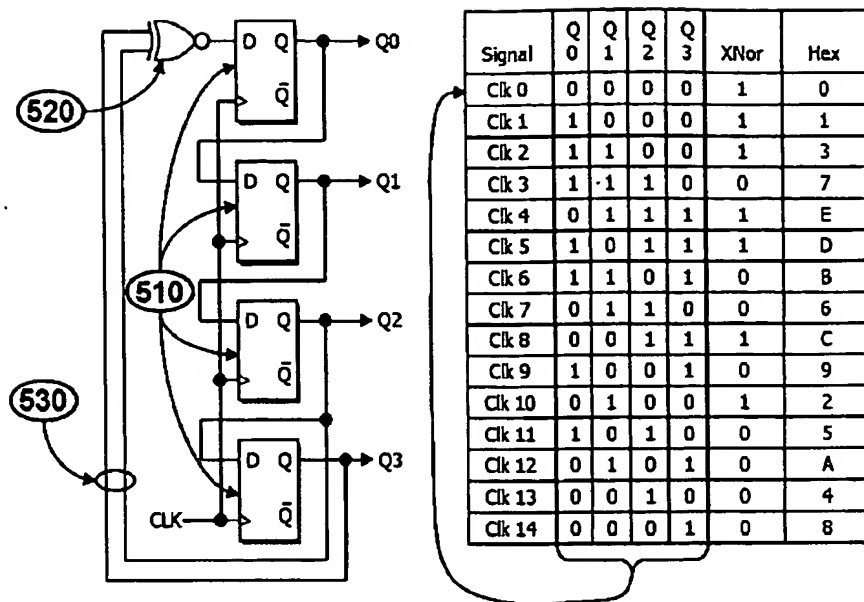 D Q Q0
Q̄
520
D Q Q1
Q̄
510
D Q Q2
Q̄
530
D Q Q3
CLK Q̄
Signal Q 0 Q 1 Q 2 Q 3 XNor Hex
Clk 0 0 0 0 0 1 0
Clk 1 1 0 0 0 1 1
Clk 2 1 1 0 0 1 3
Clk 3 1 1 1 0 0 7
Clk 4 0 1 1 1 1 E
Clk 5 1 0 1 1 1 D
Clk 6 1 1 0 1 0 B
Clk 7 0 1 1 0 0 6
Clk 8 0 0 1 1 1 C
Clk 9 1 0 0 1 0 9
Clk 10 0 1 0 0 1 2
Clk 11 1 0 1 0 0 5
Clk 12 0 1 0 1 0 A
Clk 13 0 0 1 0 0 4
Clk 14 0 0 0 1 0 8